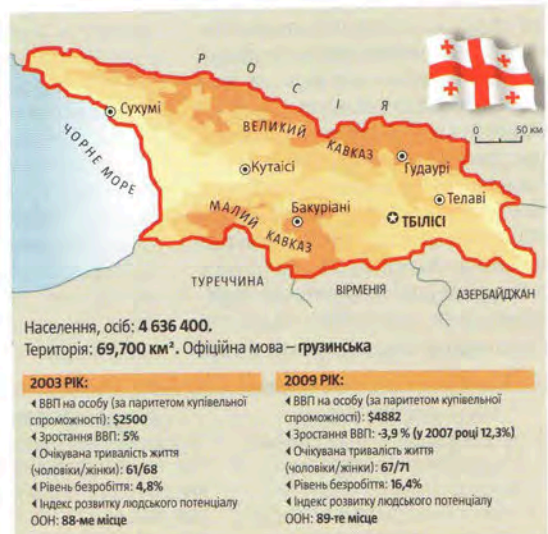 РОСІЯ
Сухумі
ВЕЛИКИЙ КАВКАЗ
0 50 км
ЧОРНЕ МОРЕ
Гудаурі
Кутаісі
Телаві
Бакуріані
ТБІЛІСІ
МАЛИЙ КАВКАЗ
ТУРЕЧЧИНА
ВІРМЕНІЯ
АЗЕРБАЙДЖАН
Населення, осіб: 4 636 400.
Територія: 69,700 км². Офіційна мова – грузинська
2003 РІК:
ВВП на особу (за паритетом купівельної
спроможності): $2500
Зростання ВВП: 5%
Очікувана тривалість життя
(чоловіки/жінки): 61/68
Рівень безробіття: 4,8%
Індекс розвитку людського потенціалу
ООН: 88-ме місце
2009 РІК:
ВВП на особу (за паритетом купівельної
спроможності): $4882
Зростання ВВП: -3,9 % (у 2007 році 12,3%)
Очікувана тривалість життя
(чоловіки/жінки): 67/71
Рівень безробіття: 16,4%
Індекс розвитку людського потенціалу
ООН: 89-те місце